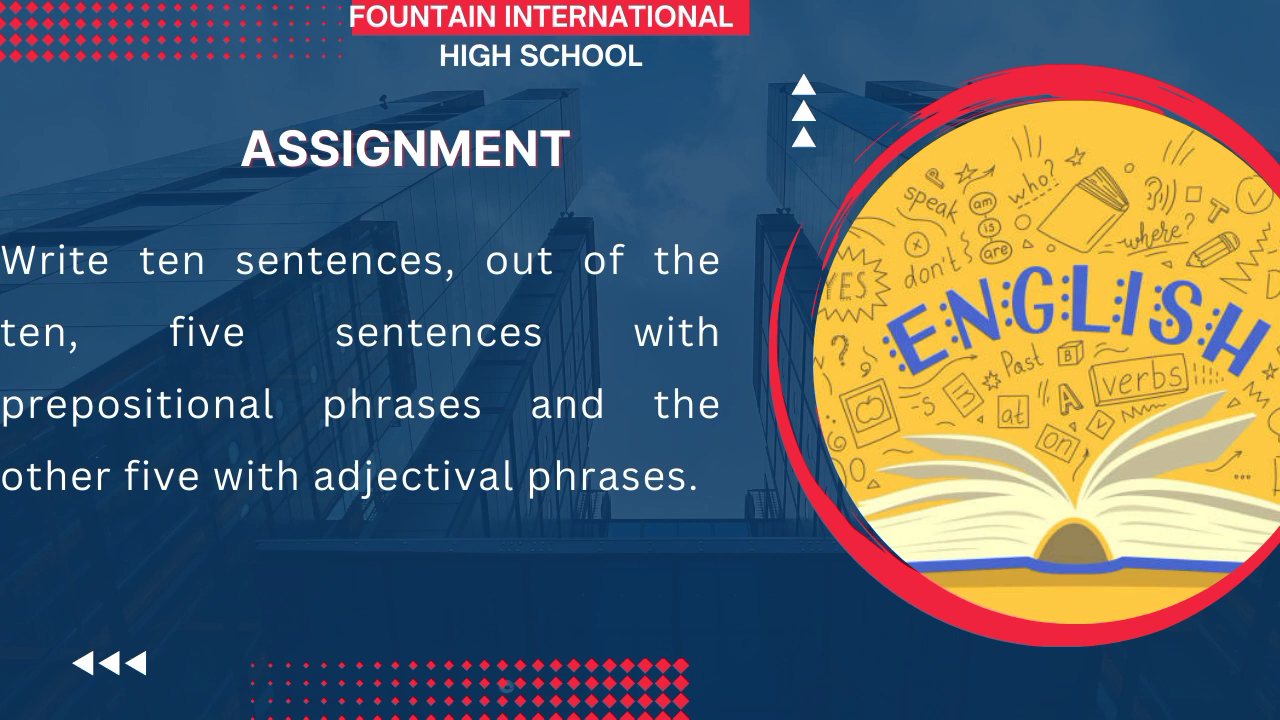 FOUNTAIN INTERNATIONAL
HIGH SCHOOL
ASSIGNMENT
Write ten sentences, out of the
ten, five sentences with
prepositional phrases and the
other five with adjectival phrases.
speak
am
is
are
who?
where?
don't
YES
T
P
ENGLISH
?
Past
B
verbs
-s
at
A
on
...